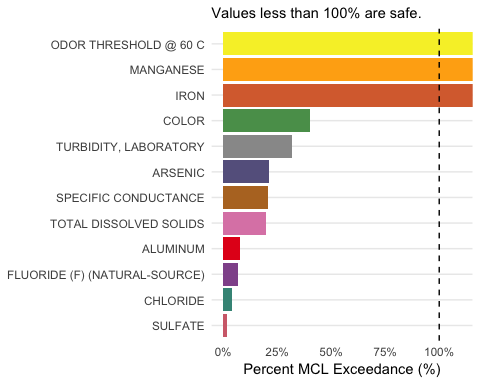 Values less than 100% are safe.
ODOR THRESHOLD @ 60 C
MANGANESE
IRON
COLOR
TURBIDITY, LABORATORY
ARSENIC
SPECIFIC CONDUCTANCE
TOTAL DISSOLVED SOLIDS
ALUMINUM
FLUORIDE (F) (NATURAL-SOURCE)
CHLORIDE
SULFATE
0% 25% 50% 75% 100%
Percent MCL Exceedance (%)